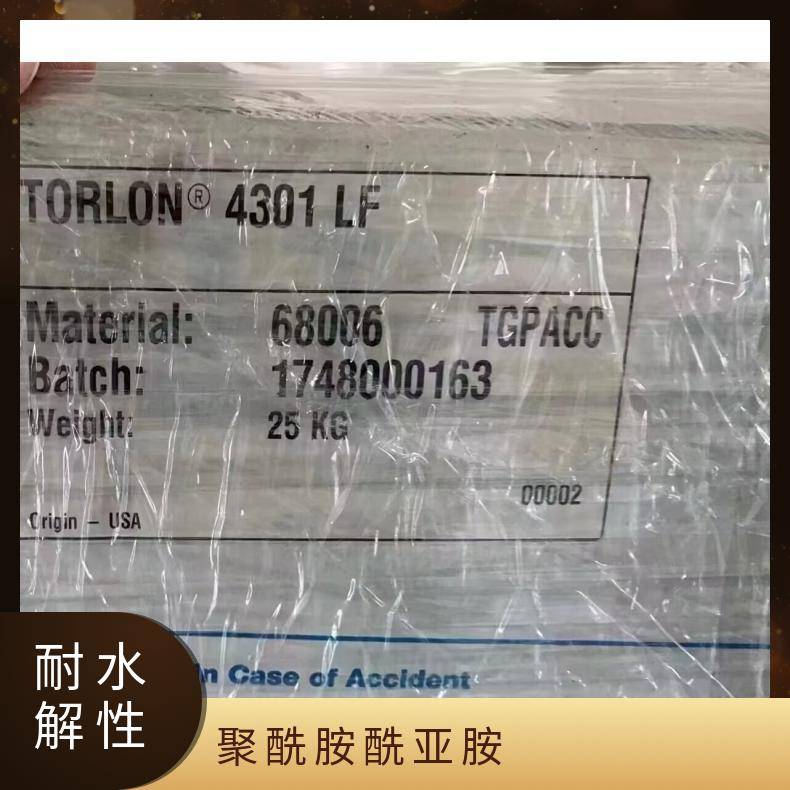 TORLON® 4301 LF
Material: 68006 TGPACC
Batch: 1748000163
Weight: 25 KG
00002
Origin – USA
In Case of Accident
耐水
解性
聚酰胺酰亚胺